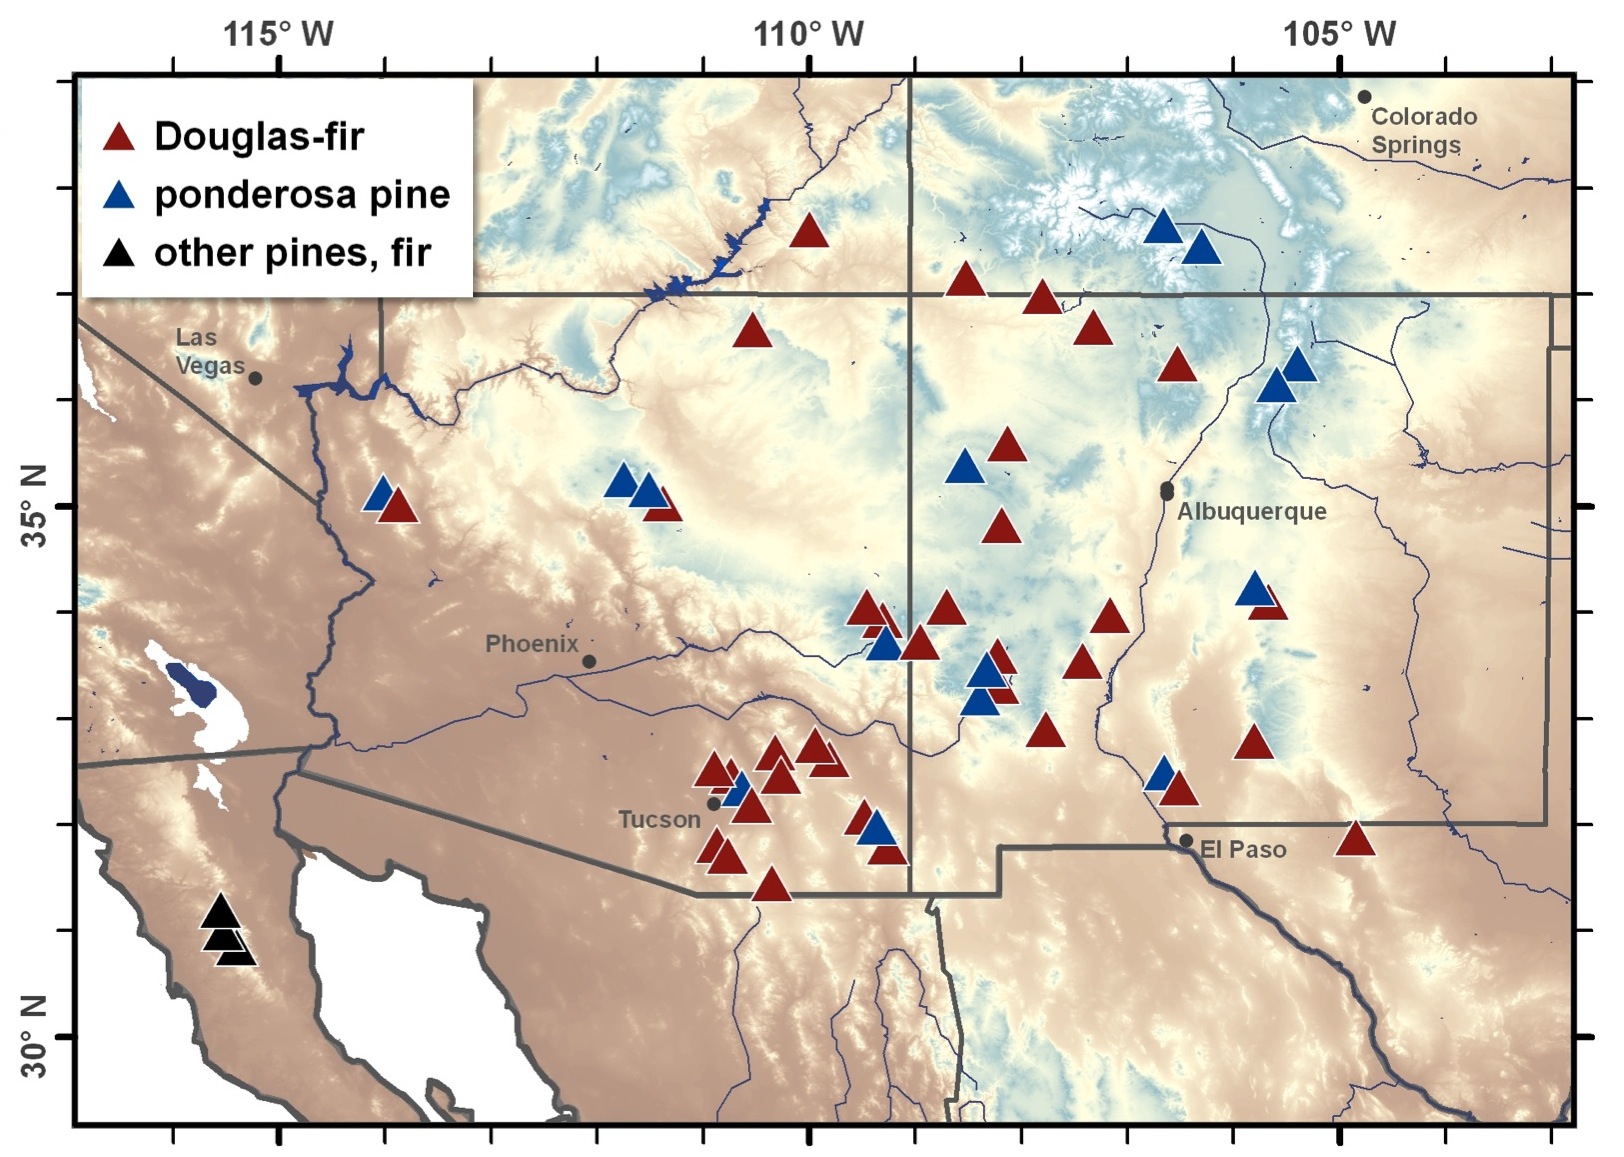 115° W
110° W
105° W
Douglas-fir
ponderosa pine
other pines, fir
Colorado
Springs
Las
Vegas
35° N
Albuquerque
Phoenix
Tucson
El Paso
30° N